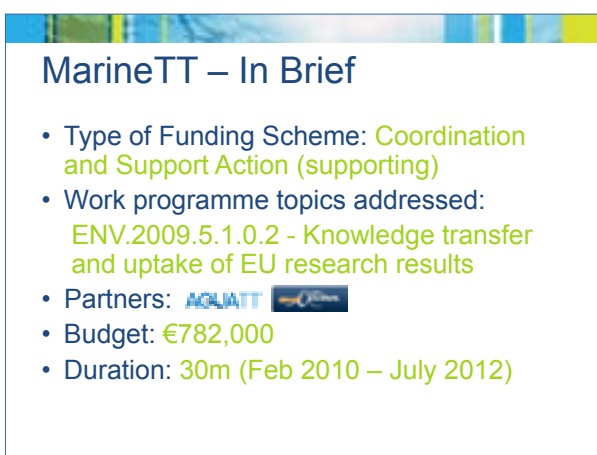 MarineTT – In Brief
• Type of Funding Scheme: Coordination
and Support Action (supporting)
• Work programme topics addressed:
ENV.2009.5.1.0.2 - Knowledge transfer
and uptake of EU research results
• Partners: AQUATT
• Budget: €782,000
• Duration: 30m (Feb 2010 – July 2012)